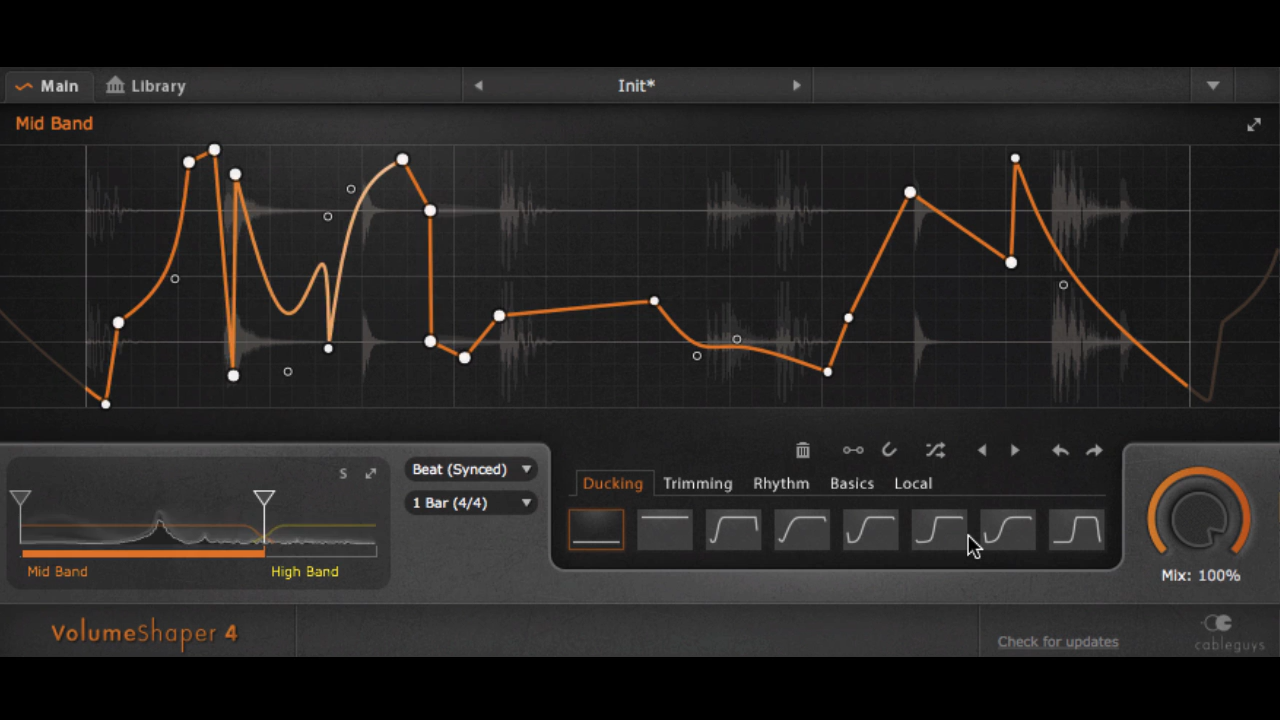 Main
Library
Init*
Mid Band
S
Beat (Synced)
1 Bar (4/4)
Ducking
Trimming
Rhythm
Basics
Local
Mid Band
High Band
Mix: 100%
VolumeShaper 4
Check for updates
cableguys